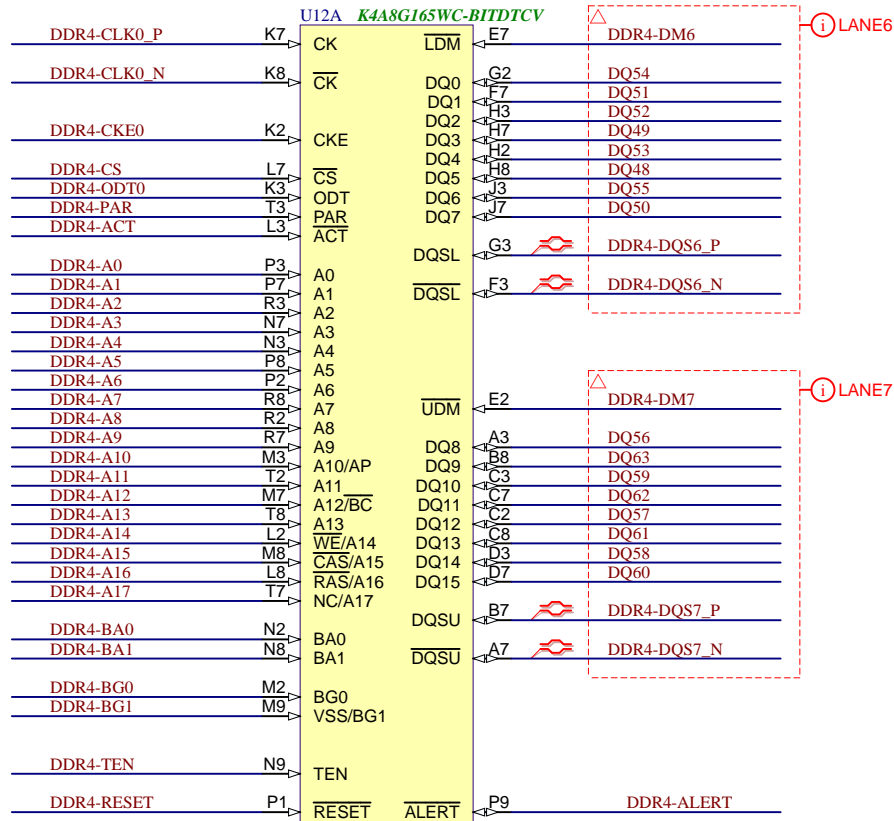 U12A K4A8G165WC-BITDTCV
DDR4-CLK0_P K7 CK LDM E7 DDR4-DM6 i LANE6
DDR4-CLK0_N K8 CK DQ0 G2 DQ54
DQ1 F7 DQ51
DQ2 H3 DQ52
DDR4-CKE0 K2 CKE DQ3 H7 DQ49
DQ4 H2 DQ53
DDR4-CS L7 CS DQ5 H8 DQ48
DDR4-ODT0 K3 ODT DQ6 J3 DQ55
DDR4-PAR T3 PAR DQ7 J7 DQ50
DDR4-ACT L3 ACT
DQSL G3 DDR4-DQS6_P
DDR4-A0 P3 A0
DDR4-A1 P7 A1 DQSL F3 DDR4-DQS6_N
DDR4-A2 R3 A2
DDR4-A3 N7 A3
DDR4-A4 N3 A4
DDR4-A5 P8 A5
DDR4-A6 P2 A6
DDR4-A7 R8 A7 UDM E2 DDR4-DM7 i LANE7
DDR4-A8 R2 A8
DDR4-A9 R7 A9 DQ8 A3 DQ56
DDR4-A10 M3 A10/AP DQ9 B8 DQ63
DDR4-A11 T2 A11 DQ10 C3 DQ59
DDR4-A12 M7 A12/BC DQ11 C7 DQ62
DDR4-A13 T8 A13 DQ12 C2 DQ57
DDR4-A14 L2 WE/A14 DQ13 C8 DQ61
DDR4-A15 M8 CAS/A15 DQ14 D3 DQ58
DDR4-A16 L8 RAS/A16 DQ15 D7 DQ60
DDR4-A17 T7 NC/A17
DQSU B7 DDR4-DQS7_P
DDR4-BA0 N2 BA0
DDR4-BA1 N8 BA1 DQSU A7 DDR4-DQS7_N
DDR4-BG0 M2 BG0
DDR4-BG1 M9 VSS/BG1
DDR4-TEN N9 TEN
DDR4-RESET P1 RESET ALERT P9 DDR4-ALERT